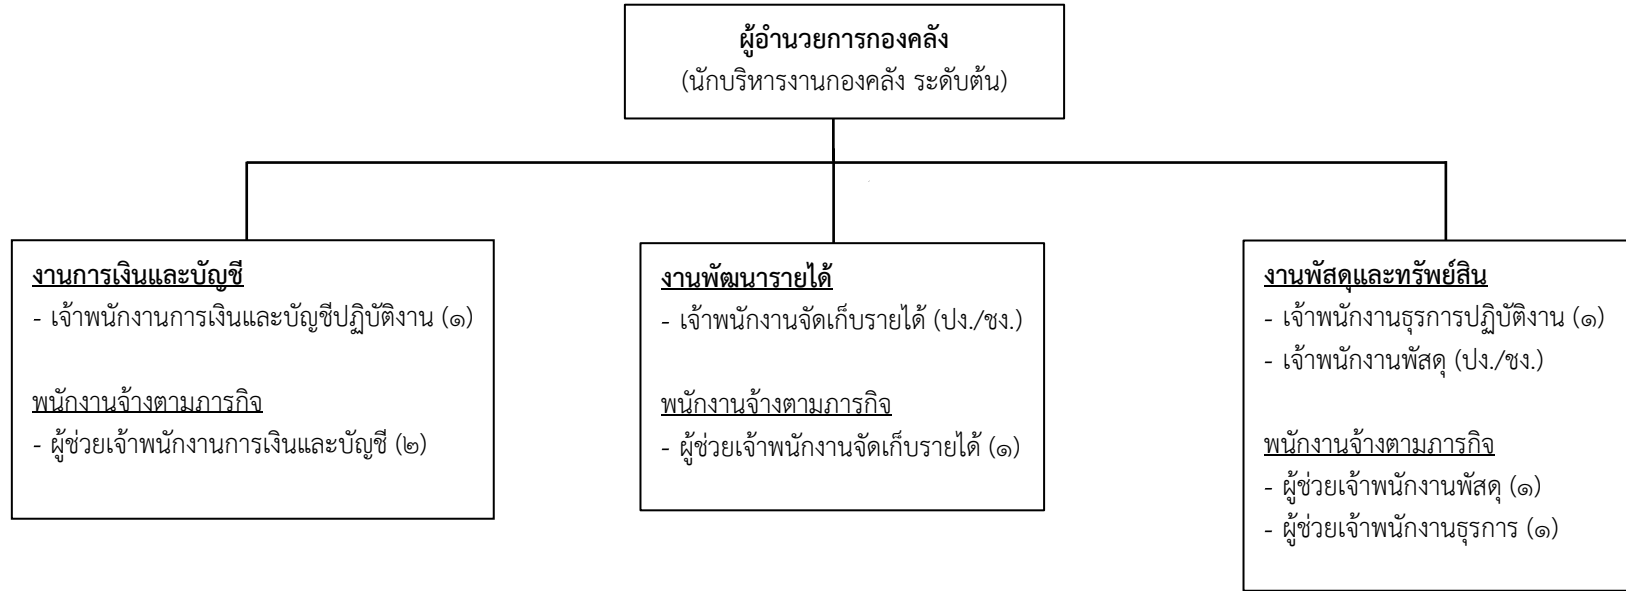 ผู้อำนวยการกองคลัง
(นักบริหารงานกองคลัง ระดับต้น)
งานการเงินและบัญชี
- เจ้าพนักงานการเงินและบัญชีปฏิบัติงาน (๑)
พนักงานจ้างตามภารกิจ
- ผู้ช่วยเจ้าพนักงานการเงินและบัญชี (๒)
งานพัฒนารายได้
- เจ้าพนักงานจัดเก็บรายได้ (ปง./ชง.)
พนักงานจ้างตามภารกิจ
- ผู้ช่วยเจ้าพนักงานจัดเก็บรายได้ (๑)
งานพัสดุและทรัพย์สิน
- เจ้าพนักงานธุรการปฏิบัติงาน (๑)
- เจ้าพนักงานพัสดุ (ปง./ชง.)
พนักงานจ้างตามภารกิจ
- ผู้ช่วยเจ้าพนักงานพัสดุ (๑)
- ผู้ช่วยเจ้าพนักงานธุรการ (๑)